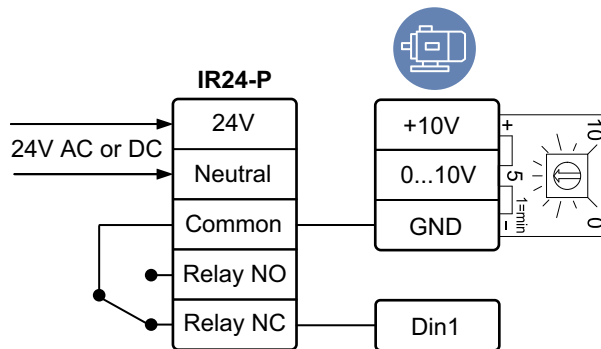 IR24-P
24V
24V AC or DC
Neutral
Common
Relay NO
Relay NC
+10V
0...10V
GND
Din1
+
-
10
5
1=min
0